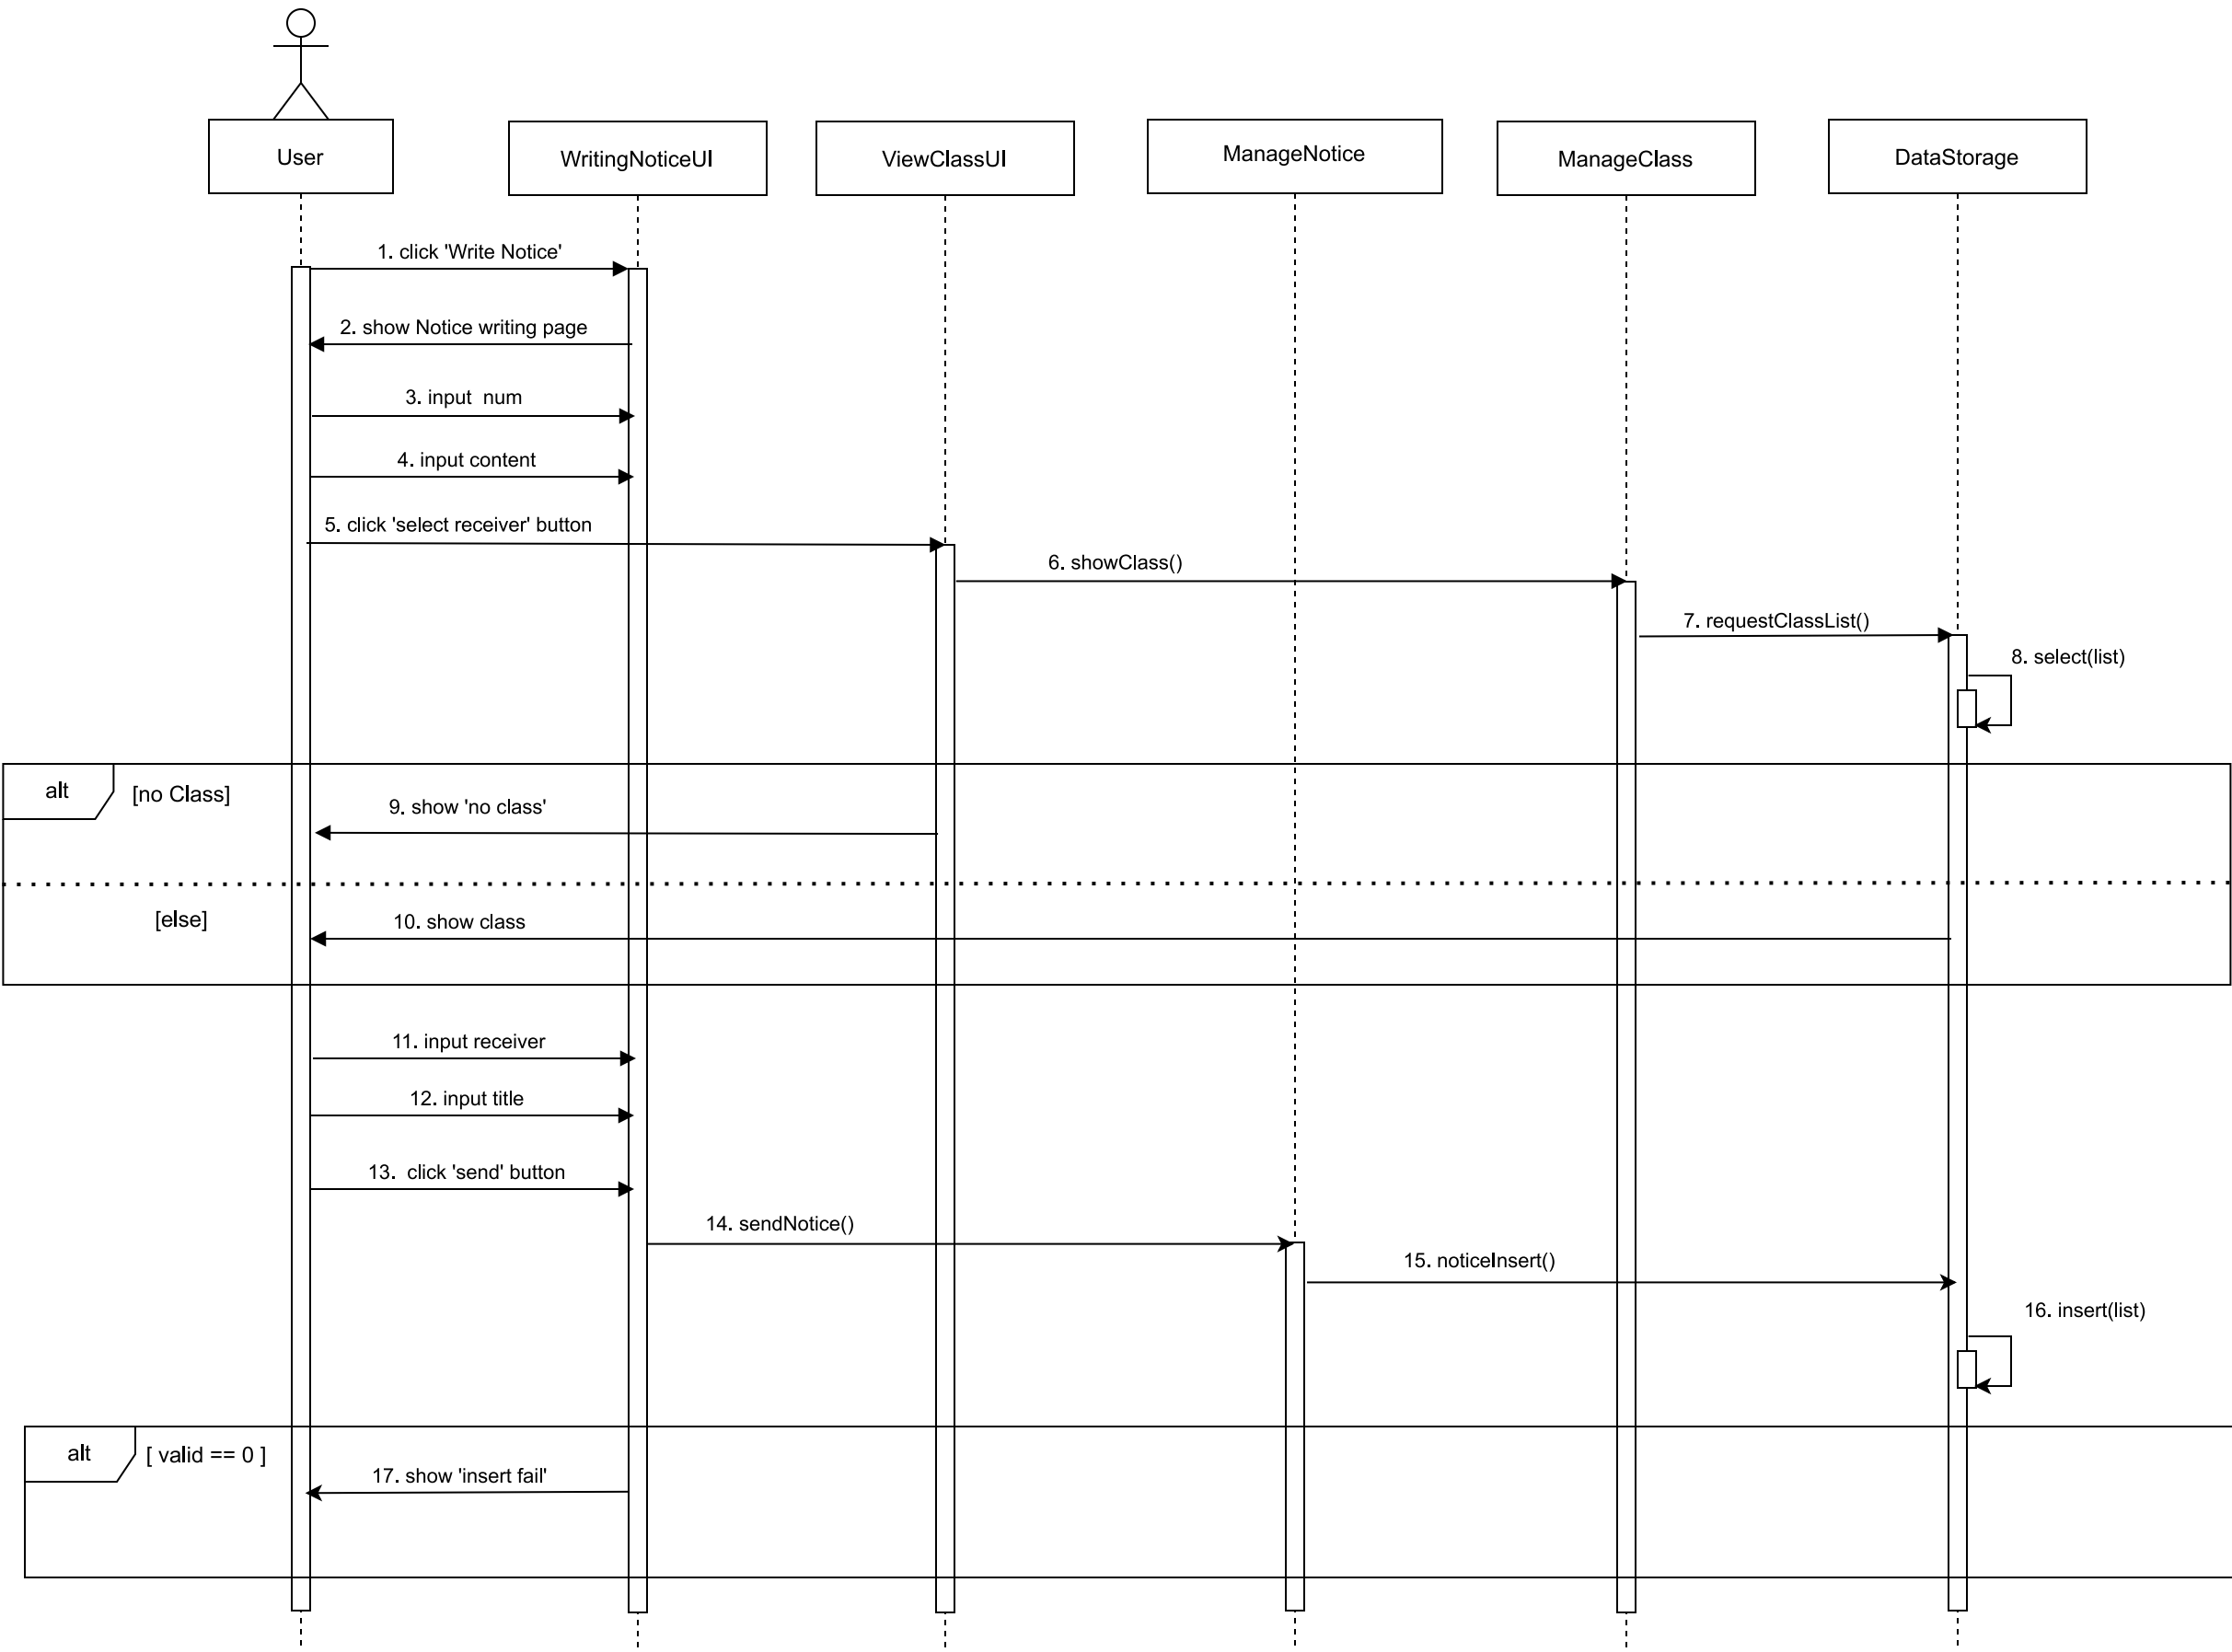 User
WritingNoticeUI
ViewClassUI
ManageNotice
ManageClass
DataStorage
1. click 'Write Notice'
2. show Notice writing page
3. input  num
4. input content
5. click 'select receiver' button
6. showClass()
7. requestClassList()
8. select(list)
alt
[no Class]
9. show 'no class'
[else]
10. show class
11. input receiver
12. input title
13.  click 'send' button
14. sendNotice()
15. noticeInsert()
16. insert(list)
alt
[ valid == 0 ]
17. show 'insert fail'